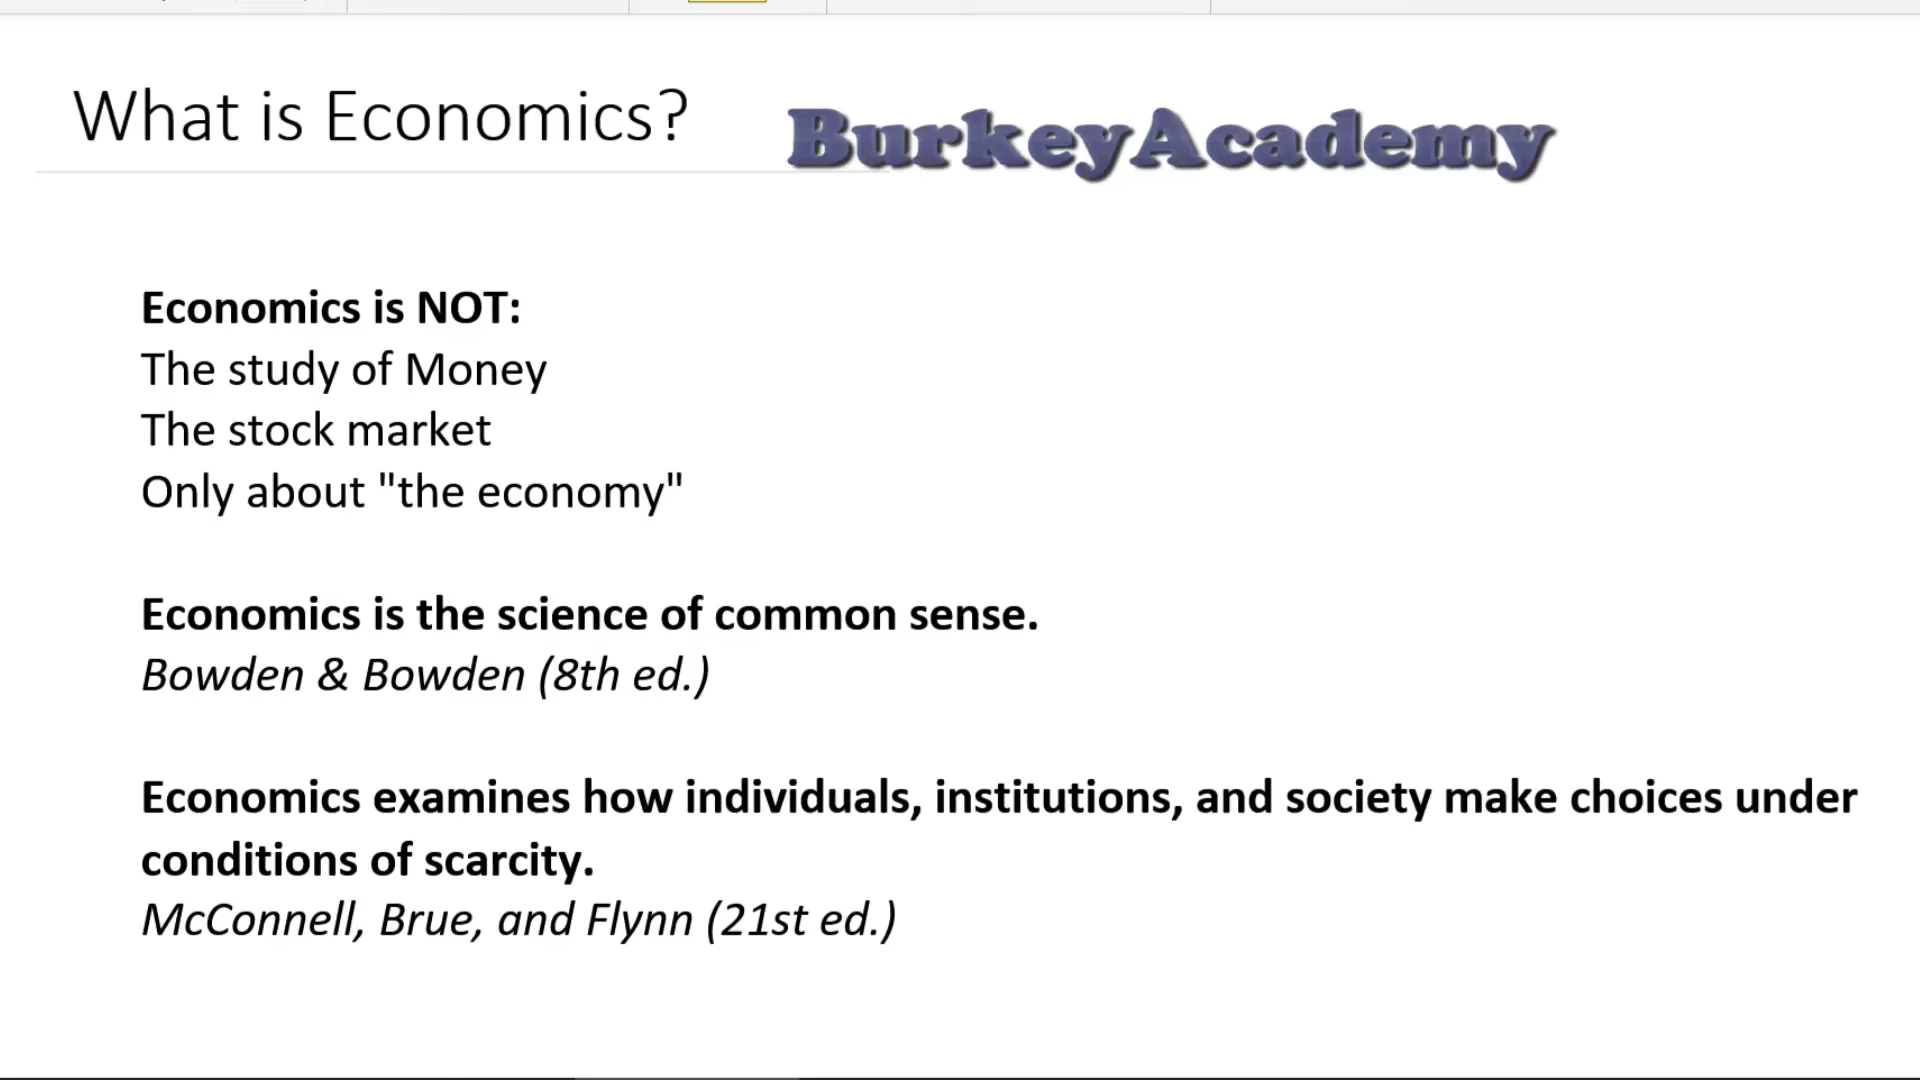 What is Economics?
BurkeyAcademy
Economics is NOT:
The study of Money
The stock market
Only about "the economy"
Economics is the science of common sense.
Bowden & Bowden (8th ed.)
Economics examines how individuals, institutions, and society make choices under
conditions of scarcity.
McConnell, Brue, and Flynn (21st ed.)